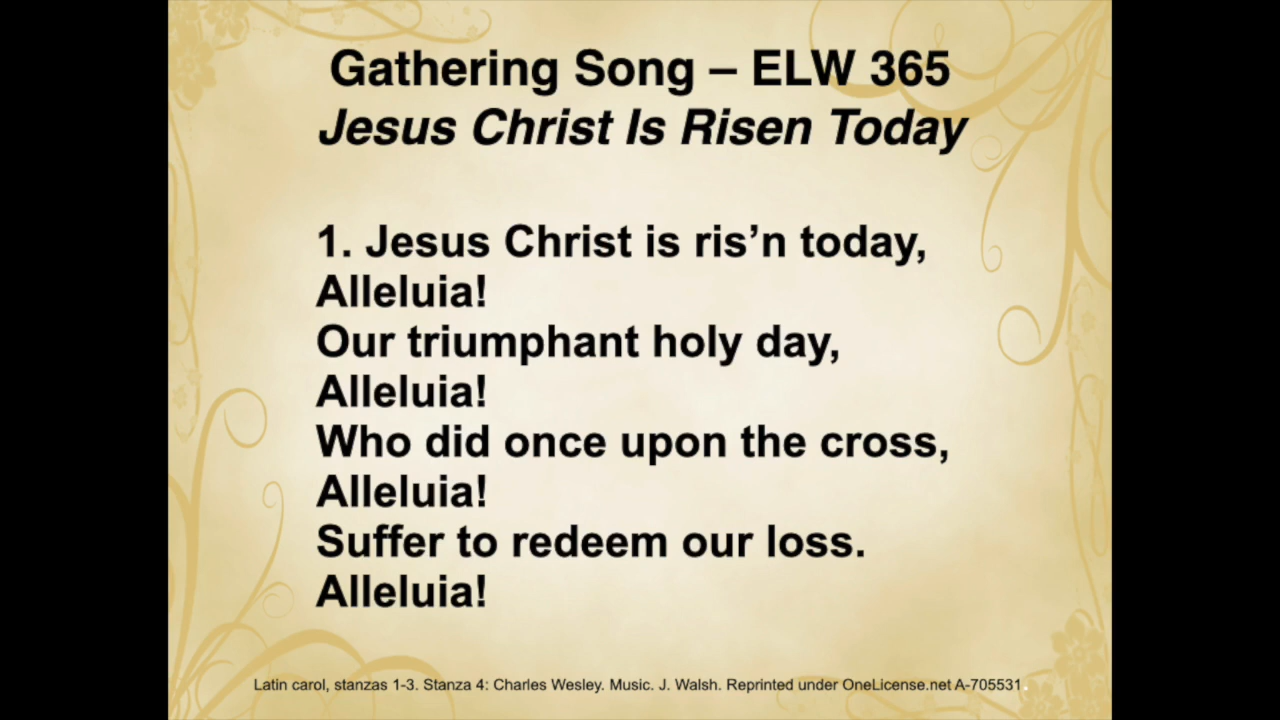 Gathering Song – ELW 365
Jesus Christ Is Risen Today
1. Jesus Christ is ris’n today,
Alleluia!
Our triumphant holy day,
Alleluia!
Who did once upon the cross,
Alleluia!
Suffer to redeem our loss.
Alleluia!
Latin carol, stanzas 1-3. Stanza 4: Charles Wesley. Music. J. Walsh. Reprinted under OneLicense.net A-705531.